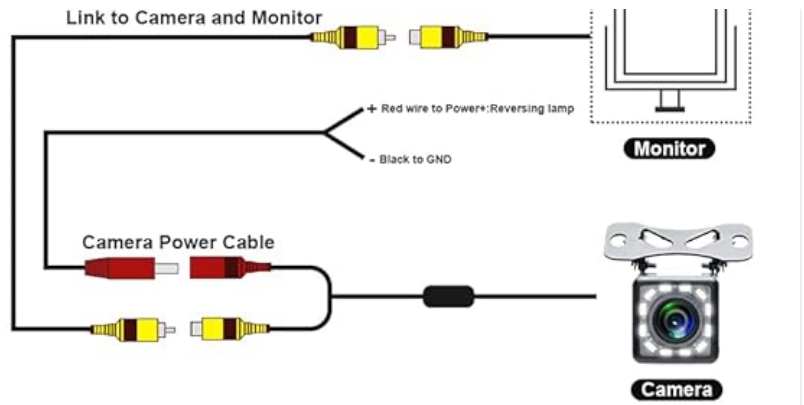 Link to Camera and Monitor
+ Red wire to Power+:Reversing lamp
Monitor
- Black to GND
Camera Power Cable
Camera